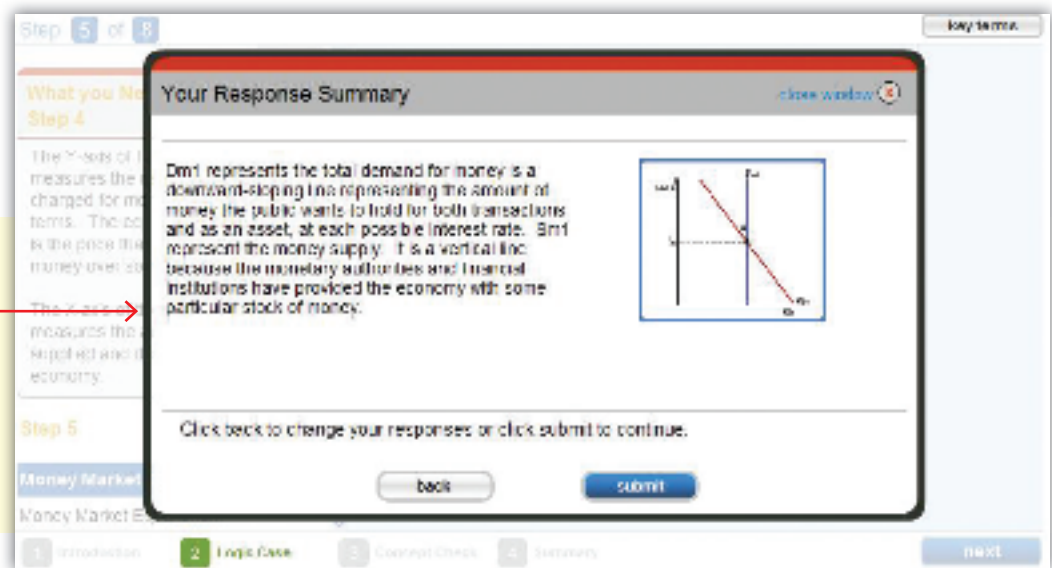 Step 5 of 8
key terms
What you Ne
Step 4
The Y-axis of
measures the
charged for mo
terms. The ec
is the price tha
money over
The X-axis
measures the
supplied and d
economy.
Step 5
Money Market
Money Market E
Your Response Summary
close window
Dm1 represents the total demand for money is a
downward-sloping line representing the amount of
money the public wants to hold for both transactions
and as an asset, at each possible interest rate. Sm1
represent the money supply. It is a vertical line
because the monetary authorities and financial
institutions have provided the economy with some
particular stock of money.
Click back to change your responses or click submit to continue.
back
submit
1 Introduction
2 Logic Case
3 Concept Check
4 Summary
next